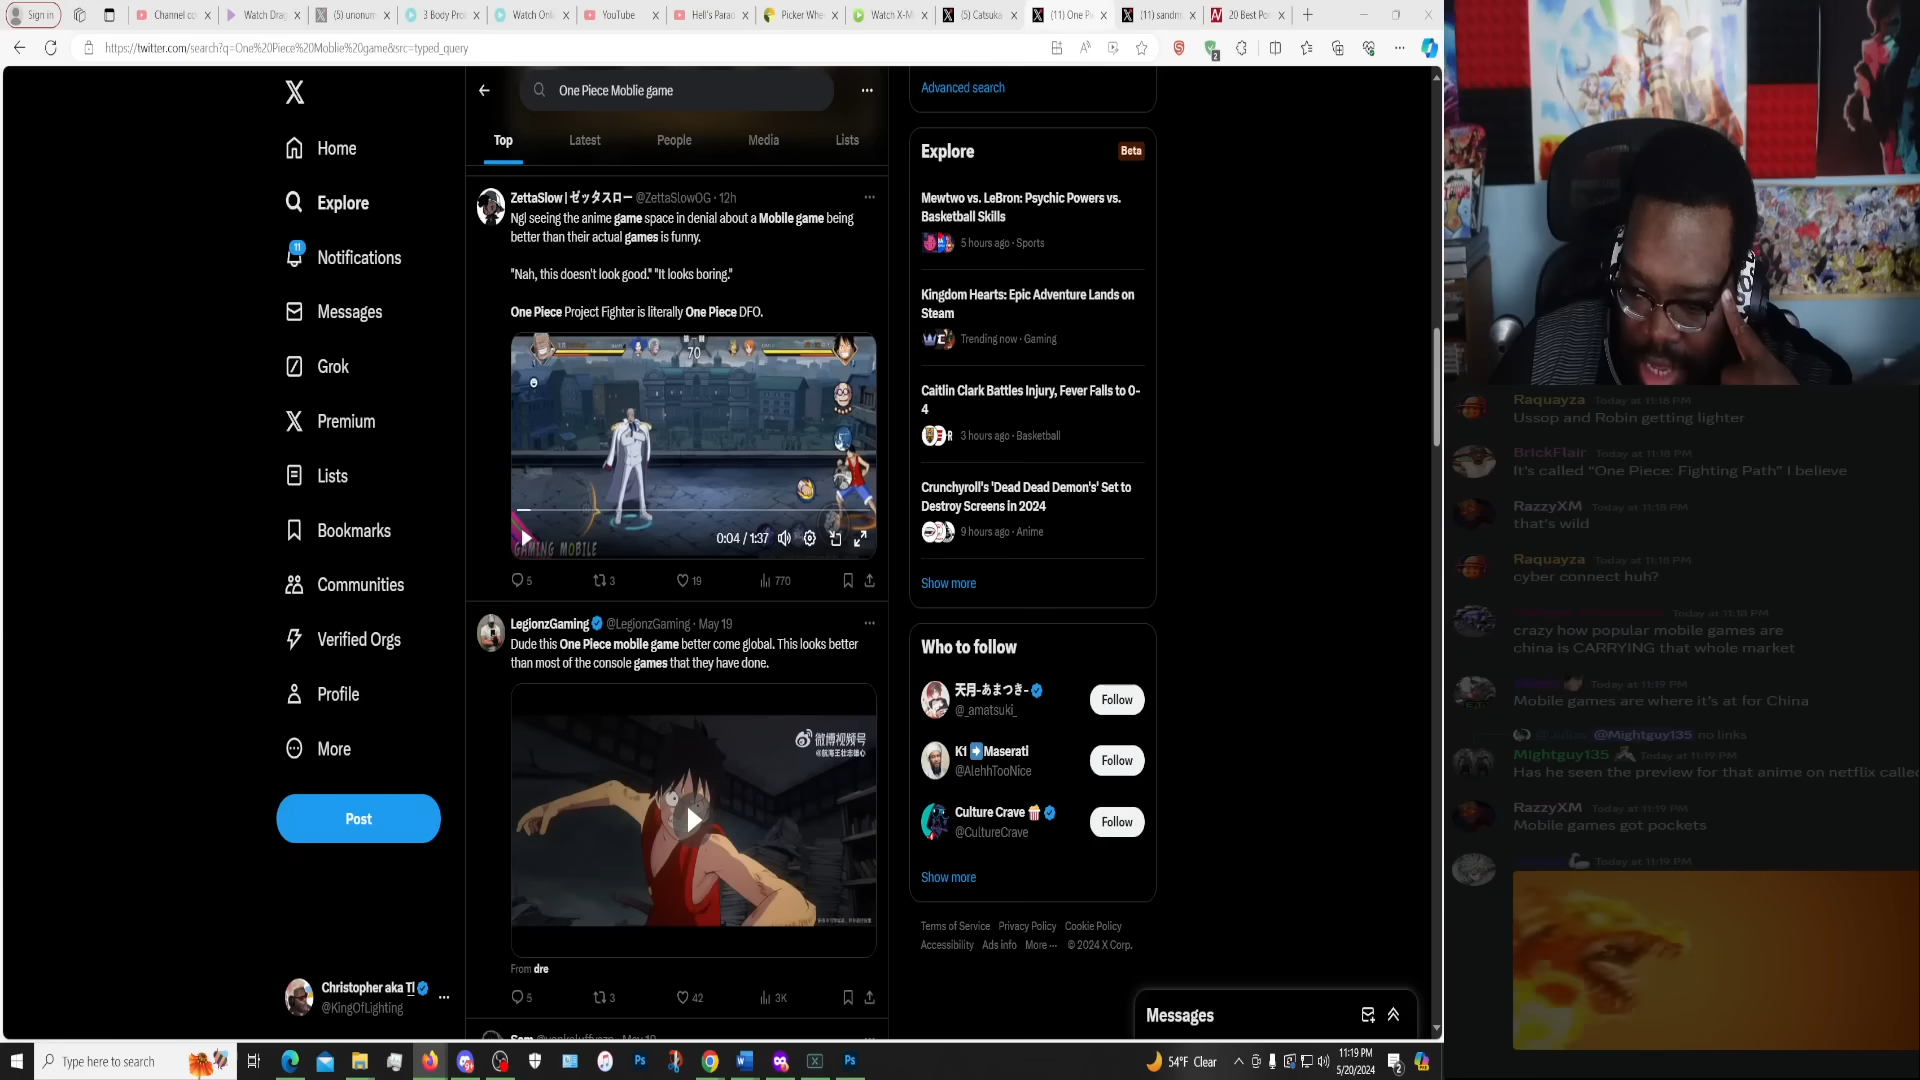 Sign in
Channel co
Watch Drag
(5) unonum
3 Body Pro
Watch Onli
YouTube
Hell's Parad
Picker Whe
Watch X-M
(5) Catsuka
(11) One Pi
(11) sandm
20 Best Po
https://twitter.com/search?q=One%20Piece%20Moblie%20game&src=typed_query
2
X
Home
Explore
11
Notifications
Messages
Grok
Premium
Lists
Bookmarks
Communities
Verified Orgs
Profile
More
Post
Christopher aka TI
@KingOfLighting
One Piece Moblie game
Top
Latest
People
Media
Lists
ZettaSlow | ゼッタスロー @ZettaSlowOG · 12h
Ngl seeing the anime game space in denial about a Mobile game being
better than their actual games is funny.
"Nah, this doesn't look good." "It looks boring."
One Piece Project Fighter is literally One Piece DFO.
70
0:04 / 1:37
GAMING MOBILE
5
3
19
770
LegionzGaming @LegionzGaming · May 19
Dude this One Piece mobile game better come global. This looks better
than most of the console games that they have done.
微博视频号
From dre
5
3
42
3K
Advanced search
Explore
Beta
Mewtwo vs. LeBron: Psychic Powers vs.
Basketball Skills
5 hours ago · Sports
Kingdom Hearts: Epic Adventure Lands on
Steam
Trending now · Gaming
Caitlin Clark Battles Injury, Fever Falls to 0-
4
3 hours ago · Basketball
Crunchyroll's 'Dead Dead Demon's' Set to
Destroy Screens in 2024
9 hours ago · Anime
Show more
Who to follow
天月-あまつき-
@_amatsuki_
Follow
K1 ➡ Maserati
@AlehhTooNice
Follow
Culture Crave
@CultureCrave
Follow
Show more
Terms of Service Privacy Policy Cookie Policy
Accessibility Ads info More ··· © 2024 X Corp.
Messages
Raquayza Today at 11:18 PM
Ussop and Robin getting lighter
BrickFlair Today at 11:18 PM
It's called "One Piece: Fighting Path" I believe
RazzyXM Today at 11:18 PM
that's wild
Raquayza Today at 11:18 PM
cyber connect huh?
Today at 11:18 PM
crazy how popular mobile games are
china is CARRYING that whole market
Today at 11:19 PM
Mobile games are where it's at for China
@Mightguy135 no links
Mightguy135 Today at 11:19 PM
Has he seen the preview for that anime on netflix calle
RazzyXM Today at 11:19 PM
Mobile games got pockets
Today at 11:19 PM
Type here to search
54°F Clear
11:19 PM
5/20/2024
2